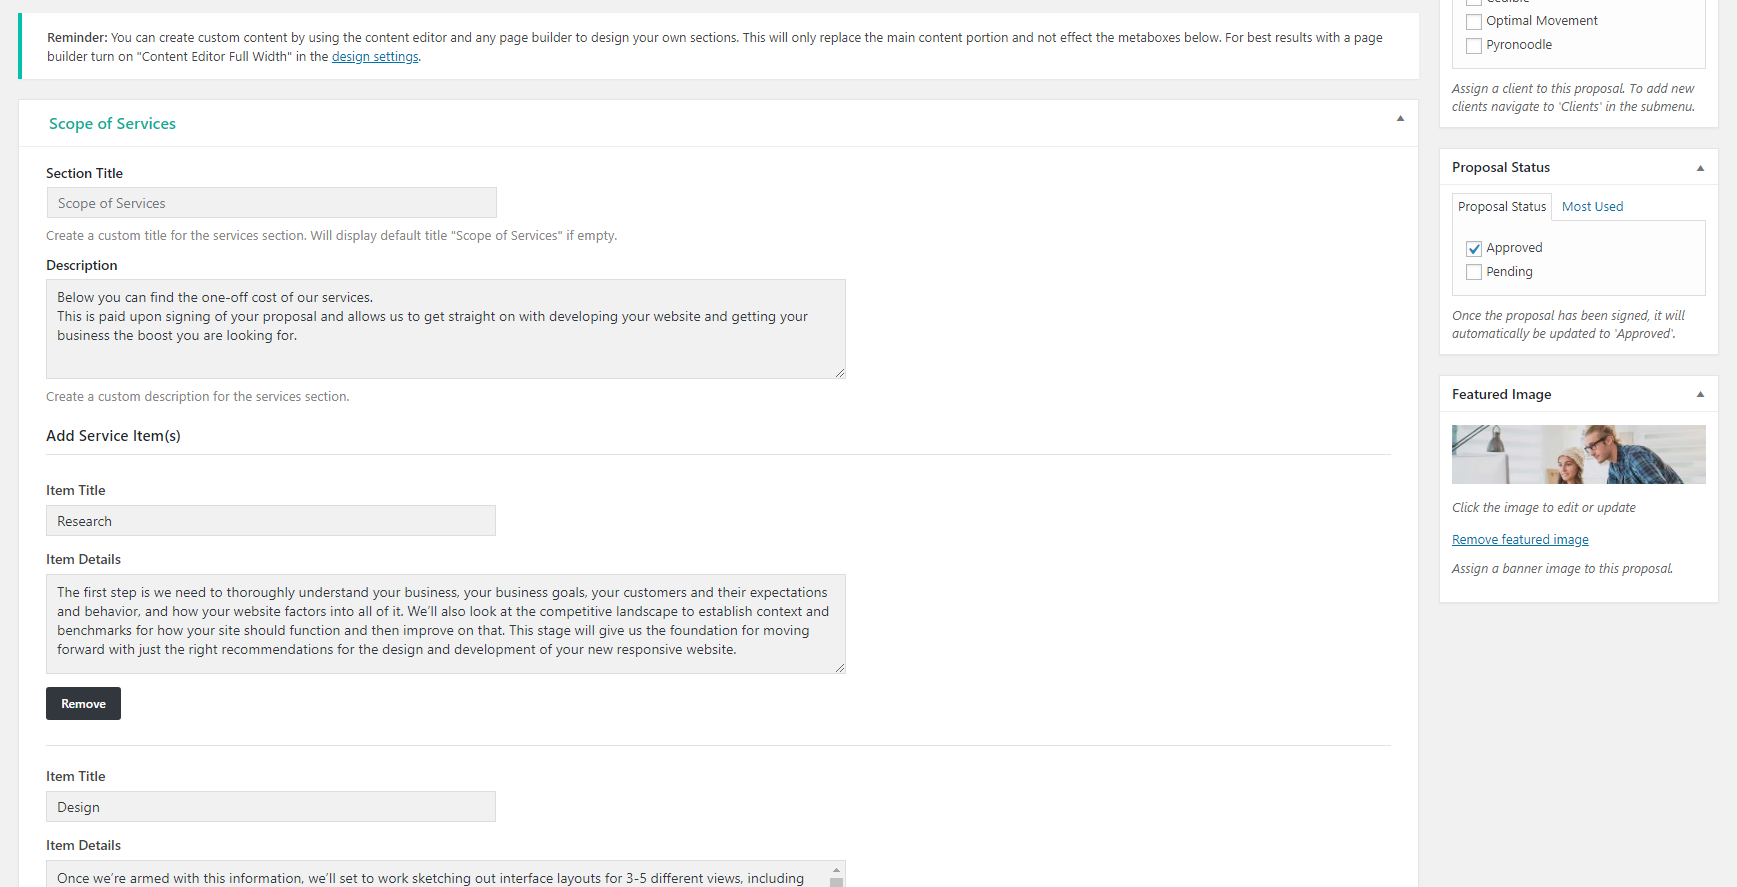 Reminder: You can create custom content by using the content editor and any page builder to design your own sections. This will only replace the main content portion and not effect the metaboxes below. For best results with a page
builder turn on "Content Editor Full Width" in the design settings.
Scope of Services
Section Title
Scope of Services
Create a custom title for the services section. Will display default title "Scope of Services" if empty.
Description
Below you can find the one-off cost of our services.
This is paid upon signing of your proposal and allows us to get straight on with developing your website and getting your
business the boost you are looking for.
Create a custom description for the services section.
Add Service Item(s)
Item Title
Research
Item Details
The first step is we need to thoroughly understand your business, your business goals, your customers and their expectations
and behavior, and how your website factors into all of it. We'll also look at the competitive landscape to establish context and
benchmarks for how your site should function and then improve on that. This stage will give us the foundation for moving
forward with just the right recommendations for the design and development of your new responsive website.
Remove
Item Title
Design
Item Details
Once we're armed with this information, we'll set to work sketching out interface layouts for 3-5 different views, including
Optimal Movement
Pyronoodle
Assign a client to this proposal. To add new
clients navigate to 'Clients' in the submenu.
Proposal Status
Proposal Status Most Used
Approved
Pending
Once the proposal has been signed, it will
automatically be updated to 'Approved'.
Featured Image
Click the image to edit or update
Remove featured image
Assign a banner image to this proposal.